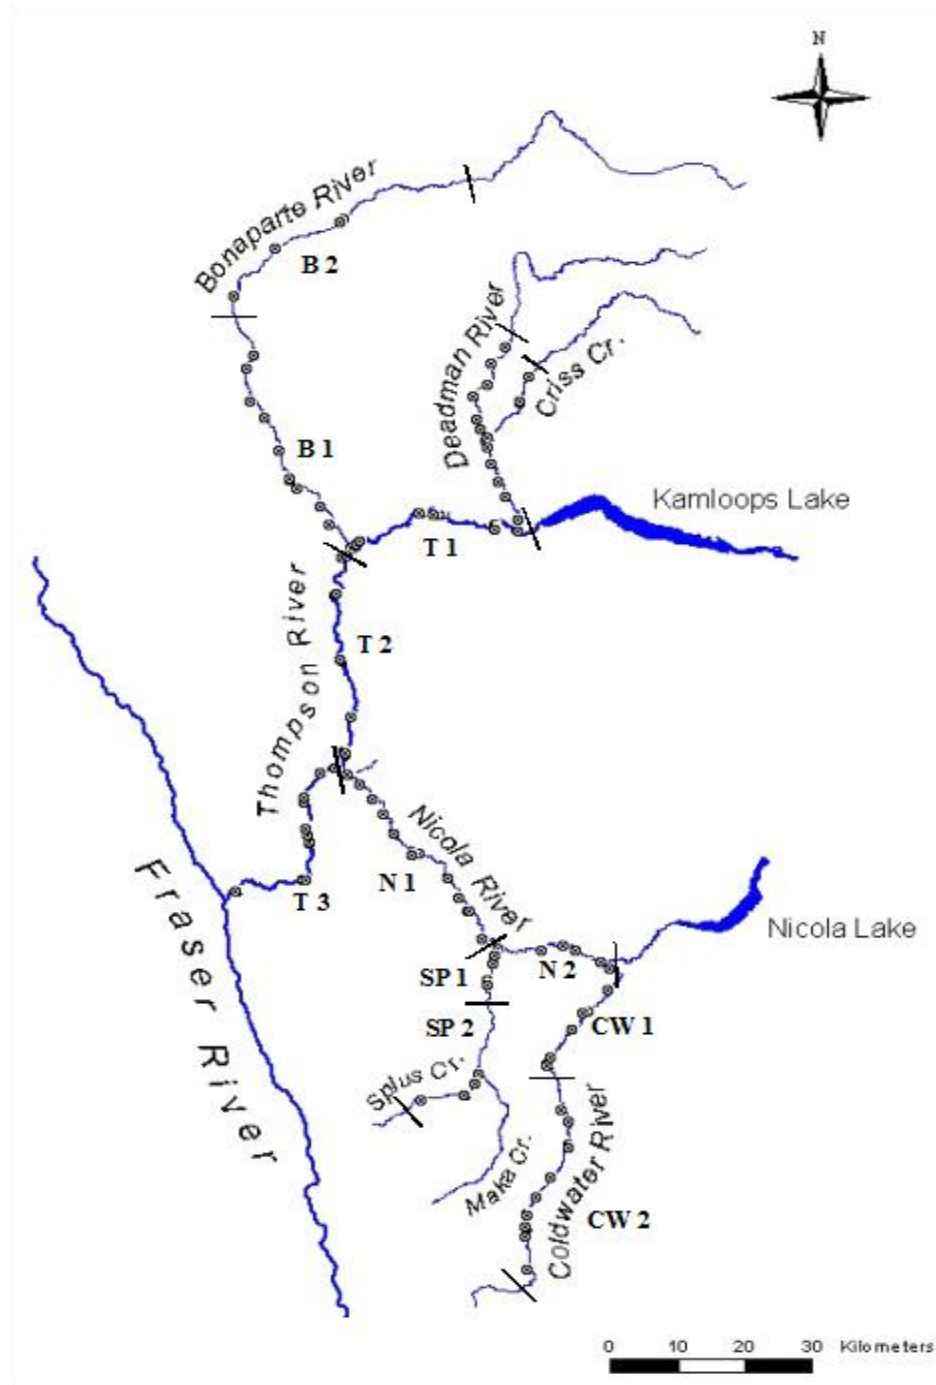 N
Bonaparte River
B 2
Deadman River
Criss Cr.
B 1
Kamloops Lake
T 1
Thompson River
T 2
Nicola River
N 1
T 3
Fraser River
Nicola Lake
N 2
SP 1
SP 2
CW 1
Splus Cr.
Maka Cr.
Coldwater River
CW 2
0 10 20 30 Kilometers